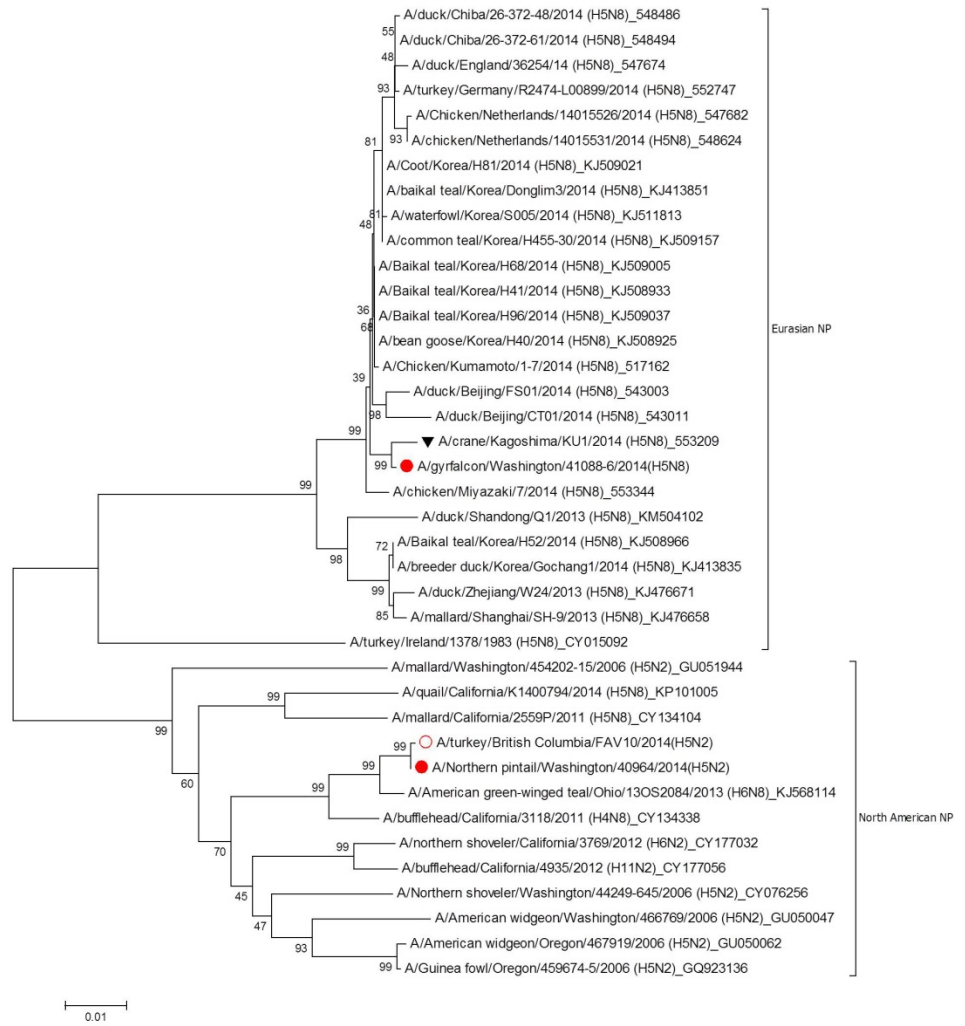 A/duck/Chiba/26-372-48/2014 (H5N8)_548486
55
A/duck/Chiba/26-372-61/2014 (H5N8)_548494
48
A/duck/England/36254/14 (H5N8)_547674
93
A/turkey/Germany/R2474-L00899/2014 (H5N8)_552747
A/Chicken/Netherlands/14015526/2014 (H5N8)_547682
93
A/chicken/Netherlands/14015531/2014 (H5N8)_548624
81
A/Coot/Korea/H81/2014 (H5N8)_KJ509021
A/baikal teal/Korea/Donglim3/2014 (H5N8)_KJ413851
81
A/waterfowl/Korea/S005/2014 (H5N8)_KJ511813
48
A/common teal/Korea/H455-30/2014 (H5N8)_KJ509157
A/Baikal teal/Korea/H68/2014 (H5N8)_KJ509005
A/Baikal teal/Korea/H41/2014 (H5N8)_KJ508933
36
A/Baikal teal/Korea/H96/2014 (H5N8)_KJ509037
68
Eurasian NP
A/bean goose/Korea/H40/2014 (H5N8)_KJ508925
A/Chicken/Kumamoto/1-7/2014 (H5N8)_517162
39
A/duck/Beijing/FS01/2014 (H5N8)_543003
98
A/duck/Beijing/CT01/2014 (H5N8)_543011
99
A/crane/Kagoshima/KU1/2014 (H5N8)_553209
99
A/gyrfalcon/Washington/41088-6/2014(H5N8)
99
A/chicken/Miyazaki/7/2014 (H5N8)_553344
A/duck/Shandong/Q1/2013 (H5N8)_KM504102
72
A/Baikal teal/Korea/H52/2014 (H5N8)_KJ508966
98
A/breeder duck/Korea/Gochang1/2014 (H5N8)_KJ413835
99
A/duck/Zhejiang/W24/2013 (H5N8)_KJ476671
85
A/mallard/Shanghai/SH-9/2013 (H5N8)_KJ476658
A/turkey/Ireland/1378/1983 (H5N8)_CY015092
A/mallard/Washington/454202-15/2006 (H5N2)_GU051944
99
A/quail/California/K1400794/2014 (H5N8)_KP101005
99
A/mallard/California/2559P/2011 (H5N8)_CY134104
99
A/turkey/British Columbia/FAV10/2014(H5N2)
60
99
A/Northern pintail/Washington/40964/2014(H5N2)
99
A/American green-winged teal/Ohio/13OS2084/2013 (H6N8)_KJ568114
A/bufflehead/California/3118/2011 (H4N8)_CY134338
North American NP
70
99
A/northern shoveler/California/3769/2012 (H6N2)_CY177032
A/bufflehead/California/4935/2012 (H11N2)_CY177056
45
A/Northern shoveler/Washington/44249-645/2006 (H5N2)_CY076256
47
A/American widgeon/Washington/466769/2006 (H5N2)_GU050047
93
A/American widgeon/Oregon/467919/2006 (H5N2)_GU050062
99
A/Guinea fowl/Oregon/459674-5/2006 (H5N2)_GQ923136
0.01